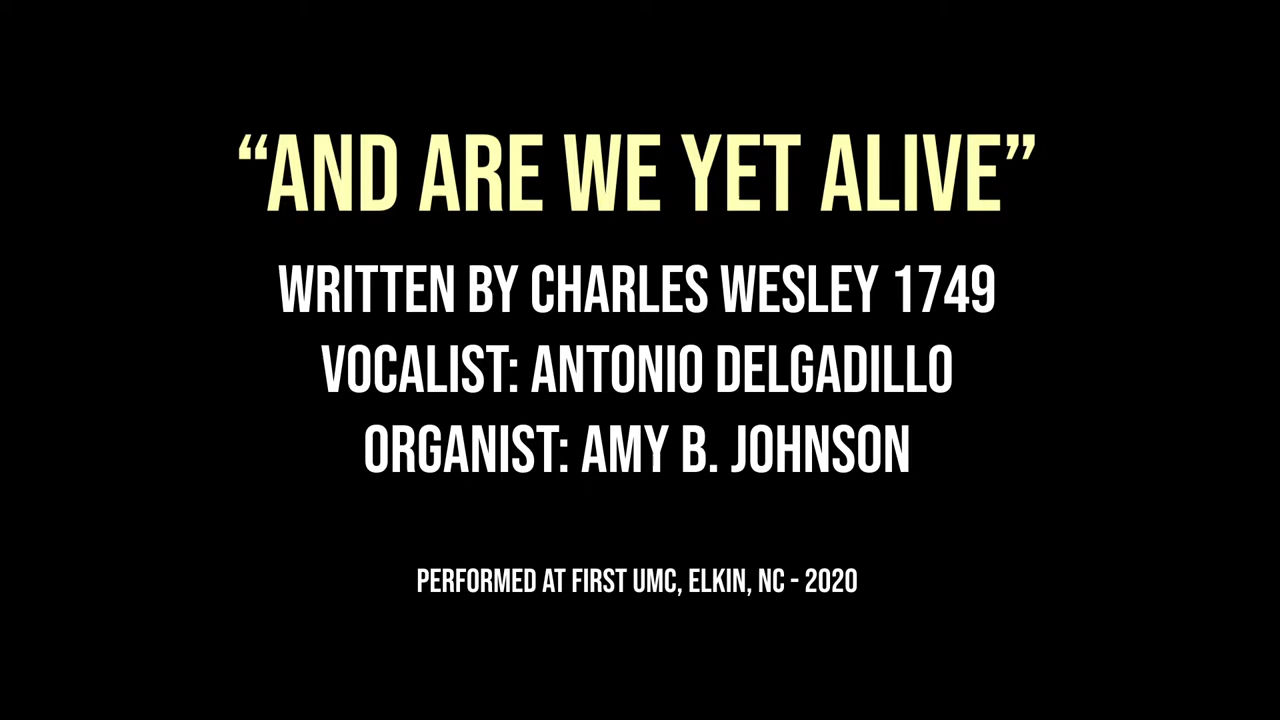 “AND ARE WE YET ALIVE”
WRITTEN BY CHARLES WESLEY 1749
VOCALIST: ANTONIO DELGADILLO
ORGANIST: AMY B. JOHNSON
PERFORMED AT FIRST UMC, ELKIN, NC - 2020